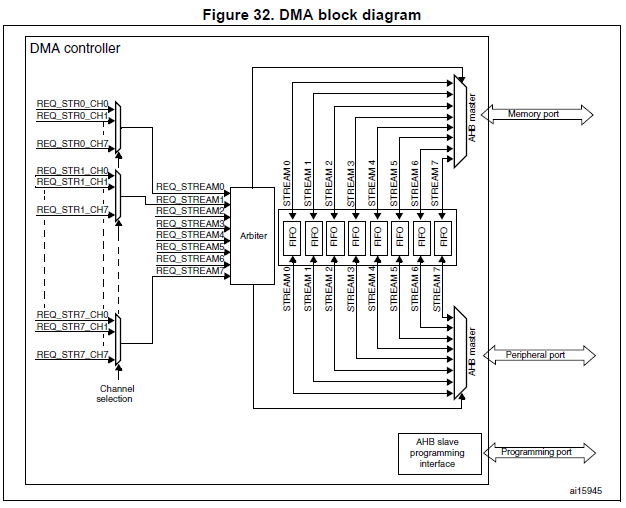 Figure 32. DMA block diagram
DMA controller
REQ_STR0_CH0
REQ_STR0_CH1
REQ_STR0_CH7
REQ_STR1_CH0
REQ_STR1_CH1
REQ_STR1_CH7
REQ_STR7_CH0
REQ_STR7_CH1
REQ_STR7_CH7
Channel
selection
REQ_STREAM0
REQ_STREAM1
REQ_STREAM2
REQ_STREAM3
REQ_STREAM4
REQ_STREAM5
REQ_STREAM6
REQ_STREAM7
Arbiter
STREAM 0
STREAM 1
STREAM 2
STREAM 3
STREAM 4
STREAM 5
STREAM 6
STREAM 7
FIFO
FIFO
FIFO
FIFO
FIFO
FIFO
FIFO
FIFO
STREAM 0
STREAM 1
STREAM 2
STREAM 3
STREAM 4
STREAM 5
STREAM 6
STREAM 7
AHB master
Memory port
AHB master
Peripheral port
AHB slave
programming
interface
Programming port
ai15945